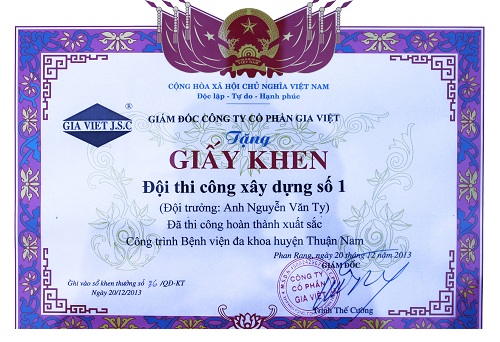 CỘNG HÒA XÃ HỘI CHỦ NGHĨA VIỆT NAM
Độc lập - Tự do - Hạnh phúc
GIA VIET J.S.C ®
GIÁM ĐỐC CÔNG TY CỔ PHẦN GIA VIỆT
Tặng
GIẤY KHEN
Đội thi công xây dựng số 1
(Đội trưởng: Anh Nguyễn Văn Ty)
Đã thi công hoàn thành xuất sắc
Công trình Bệnh viện đa khoa huyện Thuận Nam
Phan Rang, ngày 20 tháng 12 năm 2013
GIÁM ĐỐC
CÔNG TY
CỔ PHẦN
GIA VIỆT
Ghi vào sổ khen thưởng số 36/QĐ-KT
Ngày 20/12/2013
Trịnh Thế Cường